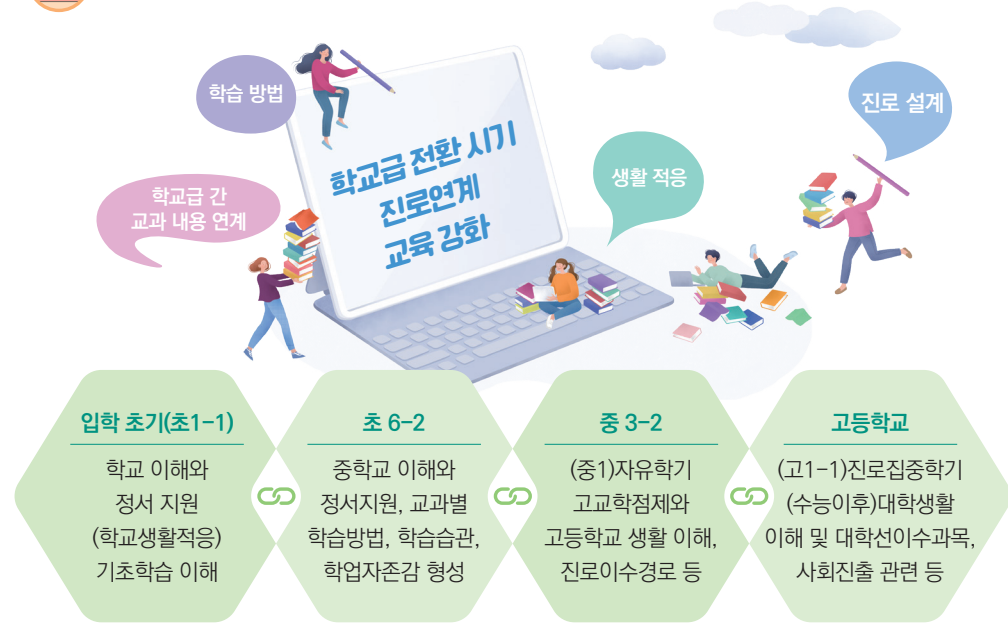 학습 방법
진로 설계
학교급 전환 시기
진로연계
교육 강화
생활 적응
학교급 간
교과 내용 연계
입학 초기(초1-1)
학교 이해와
정서 지원
(학교생활적응)
기초학습 이해
초 6-2
중학교 이해와
정서지원, 교과별
학습방법, 학습습관,
학업자존감 형성
중 3-2
(중1)자유학기
고교학점제와
고등학교 생활 이해,
진로이수경로 등
고등학교
(고1-1)진로집중학기
(수능이후)대학생활
이해 및 대학선이수과목,
사회진출 관련 등